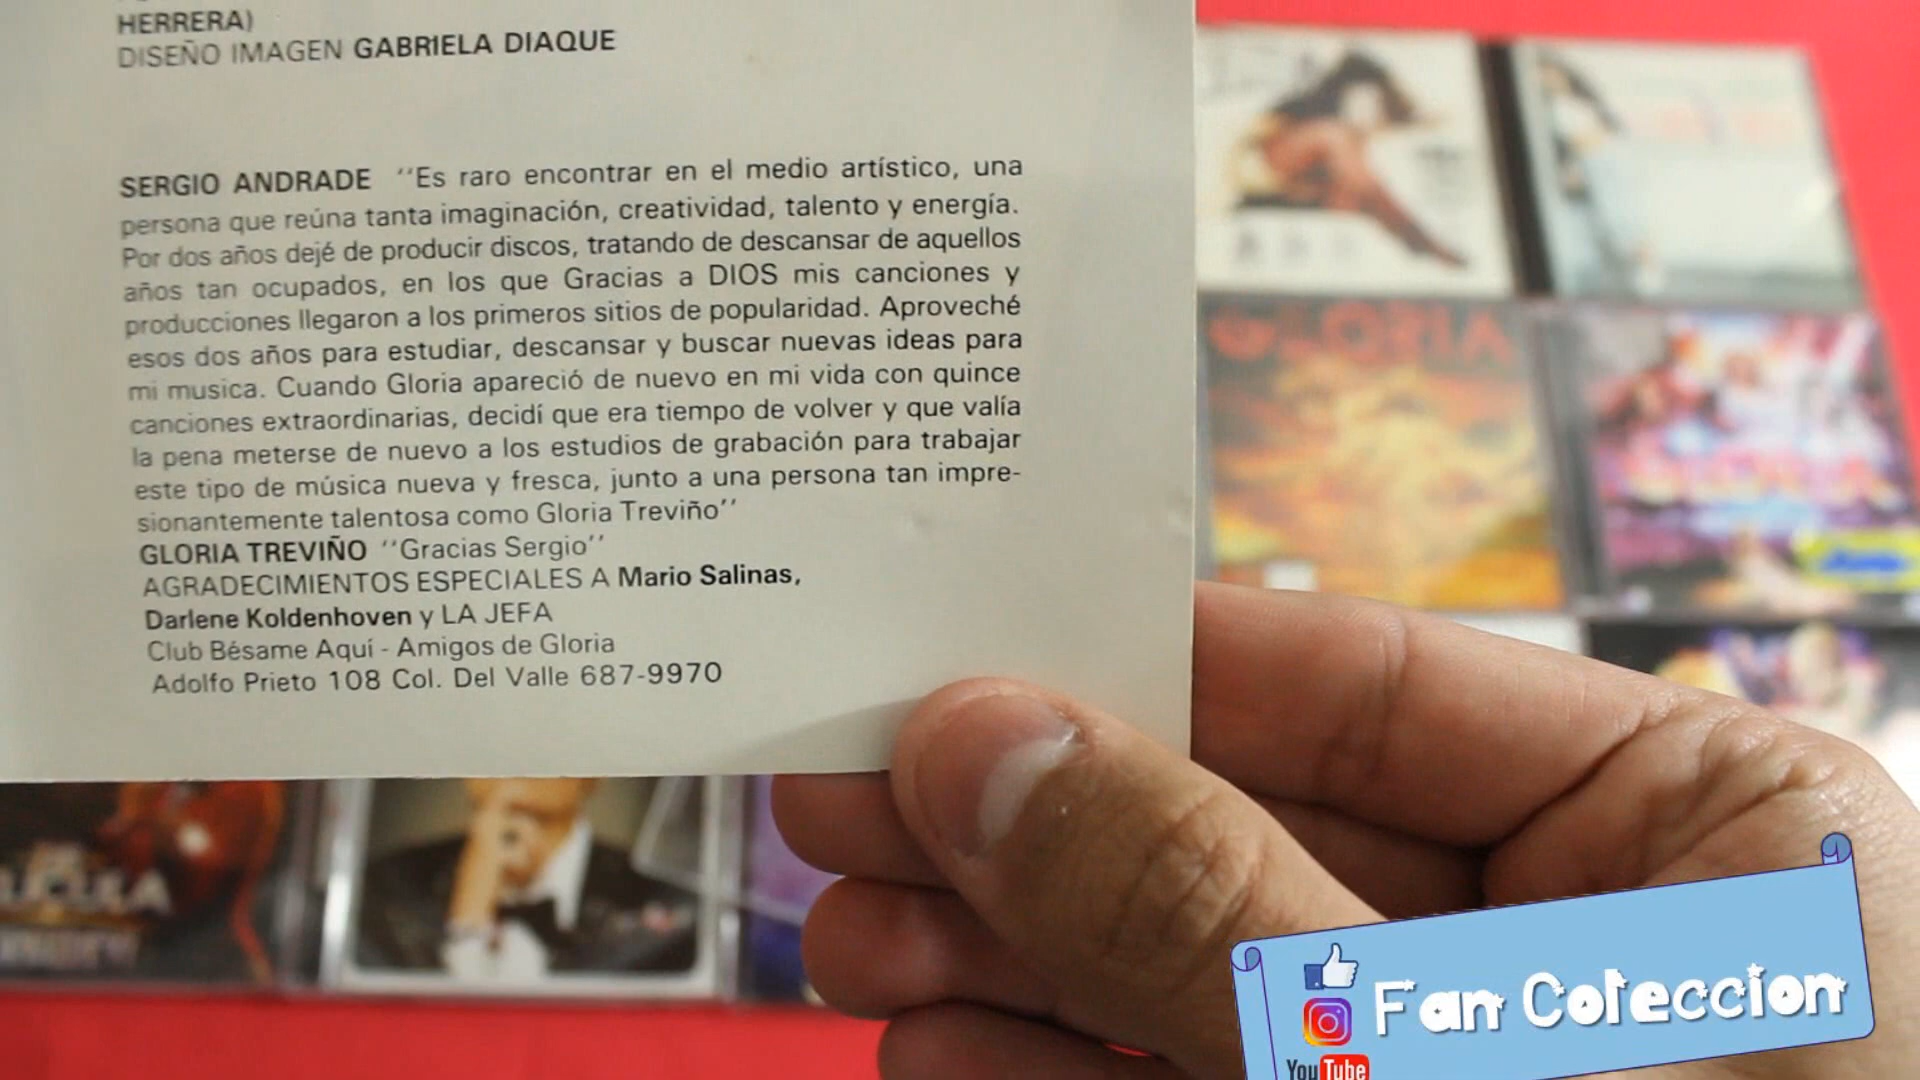 HERRERA)
DISEÑO IMAGEN GABRIELA DIAQUE
SERGIO ANDRADE ‘‘Es raro encontrar en el medio artístico, una
persona que reúna tanta imaginación, creatividad, talento y energía.
Por dos años dejé de producir discos, tratando de descansar de aquellos
años tan ocupados, en los que Gracias a DIOS mis canciones y
producciones llegaron a los primeros sitios de popularidad. Aproveché
esos dos años para estudiar, descansar y buscar nuevas ideas para
mi musica. Cuando Gloria apareció de nuevo en mi vida con quince
canciones extraordinarias, decidí que era tiempo de volver y que valía
la pena meterse de nuevo a los estudios de grabación para trabajar
este tipo de música nueva y fresca, junto a una persona tan impre-
sionantemente talentosa como Gloria Treviño’’
GLORIA TREVIÑO ‘‘Gracias Sergio’’
AGRADECIMIENTOS ESPECIALES A Mario Salinas,
Darlene Koldenhoven y LA JEFA
Club Bésame Aquí - Amigos de Gloria
Adolfo Prieto 108 Col. Del Valle 687-9970
GLORIA
Fan Coleccion
YouTube